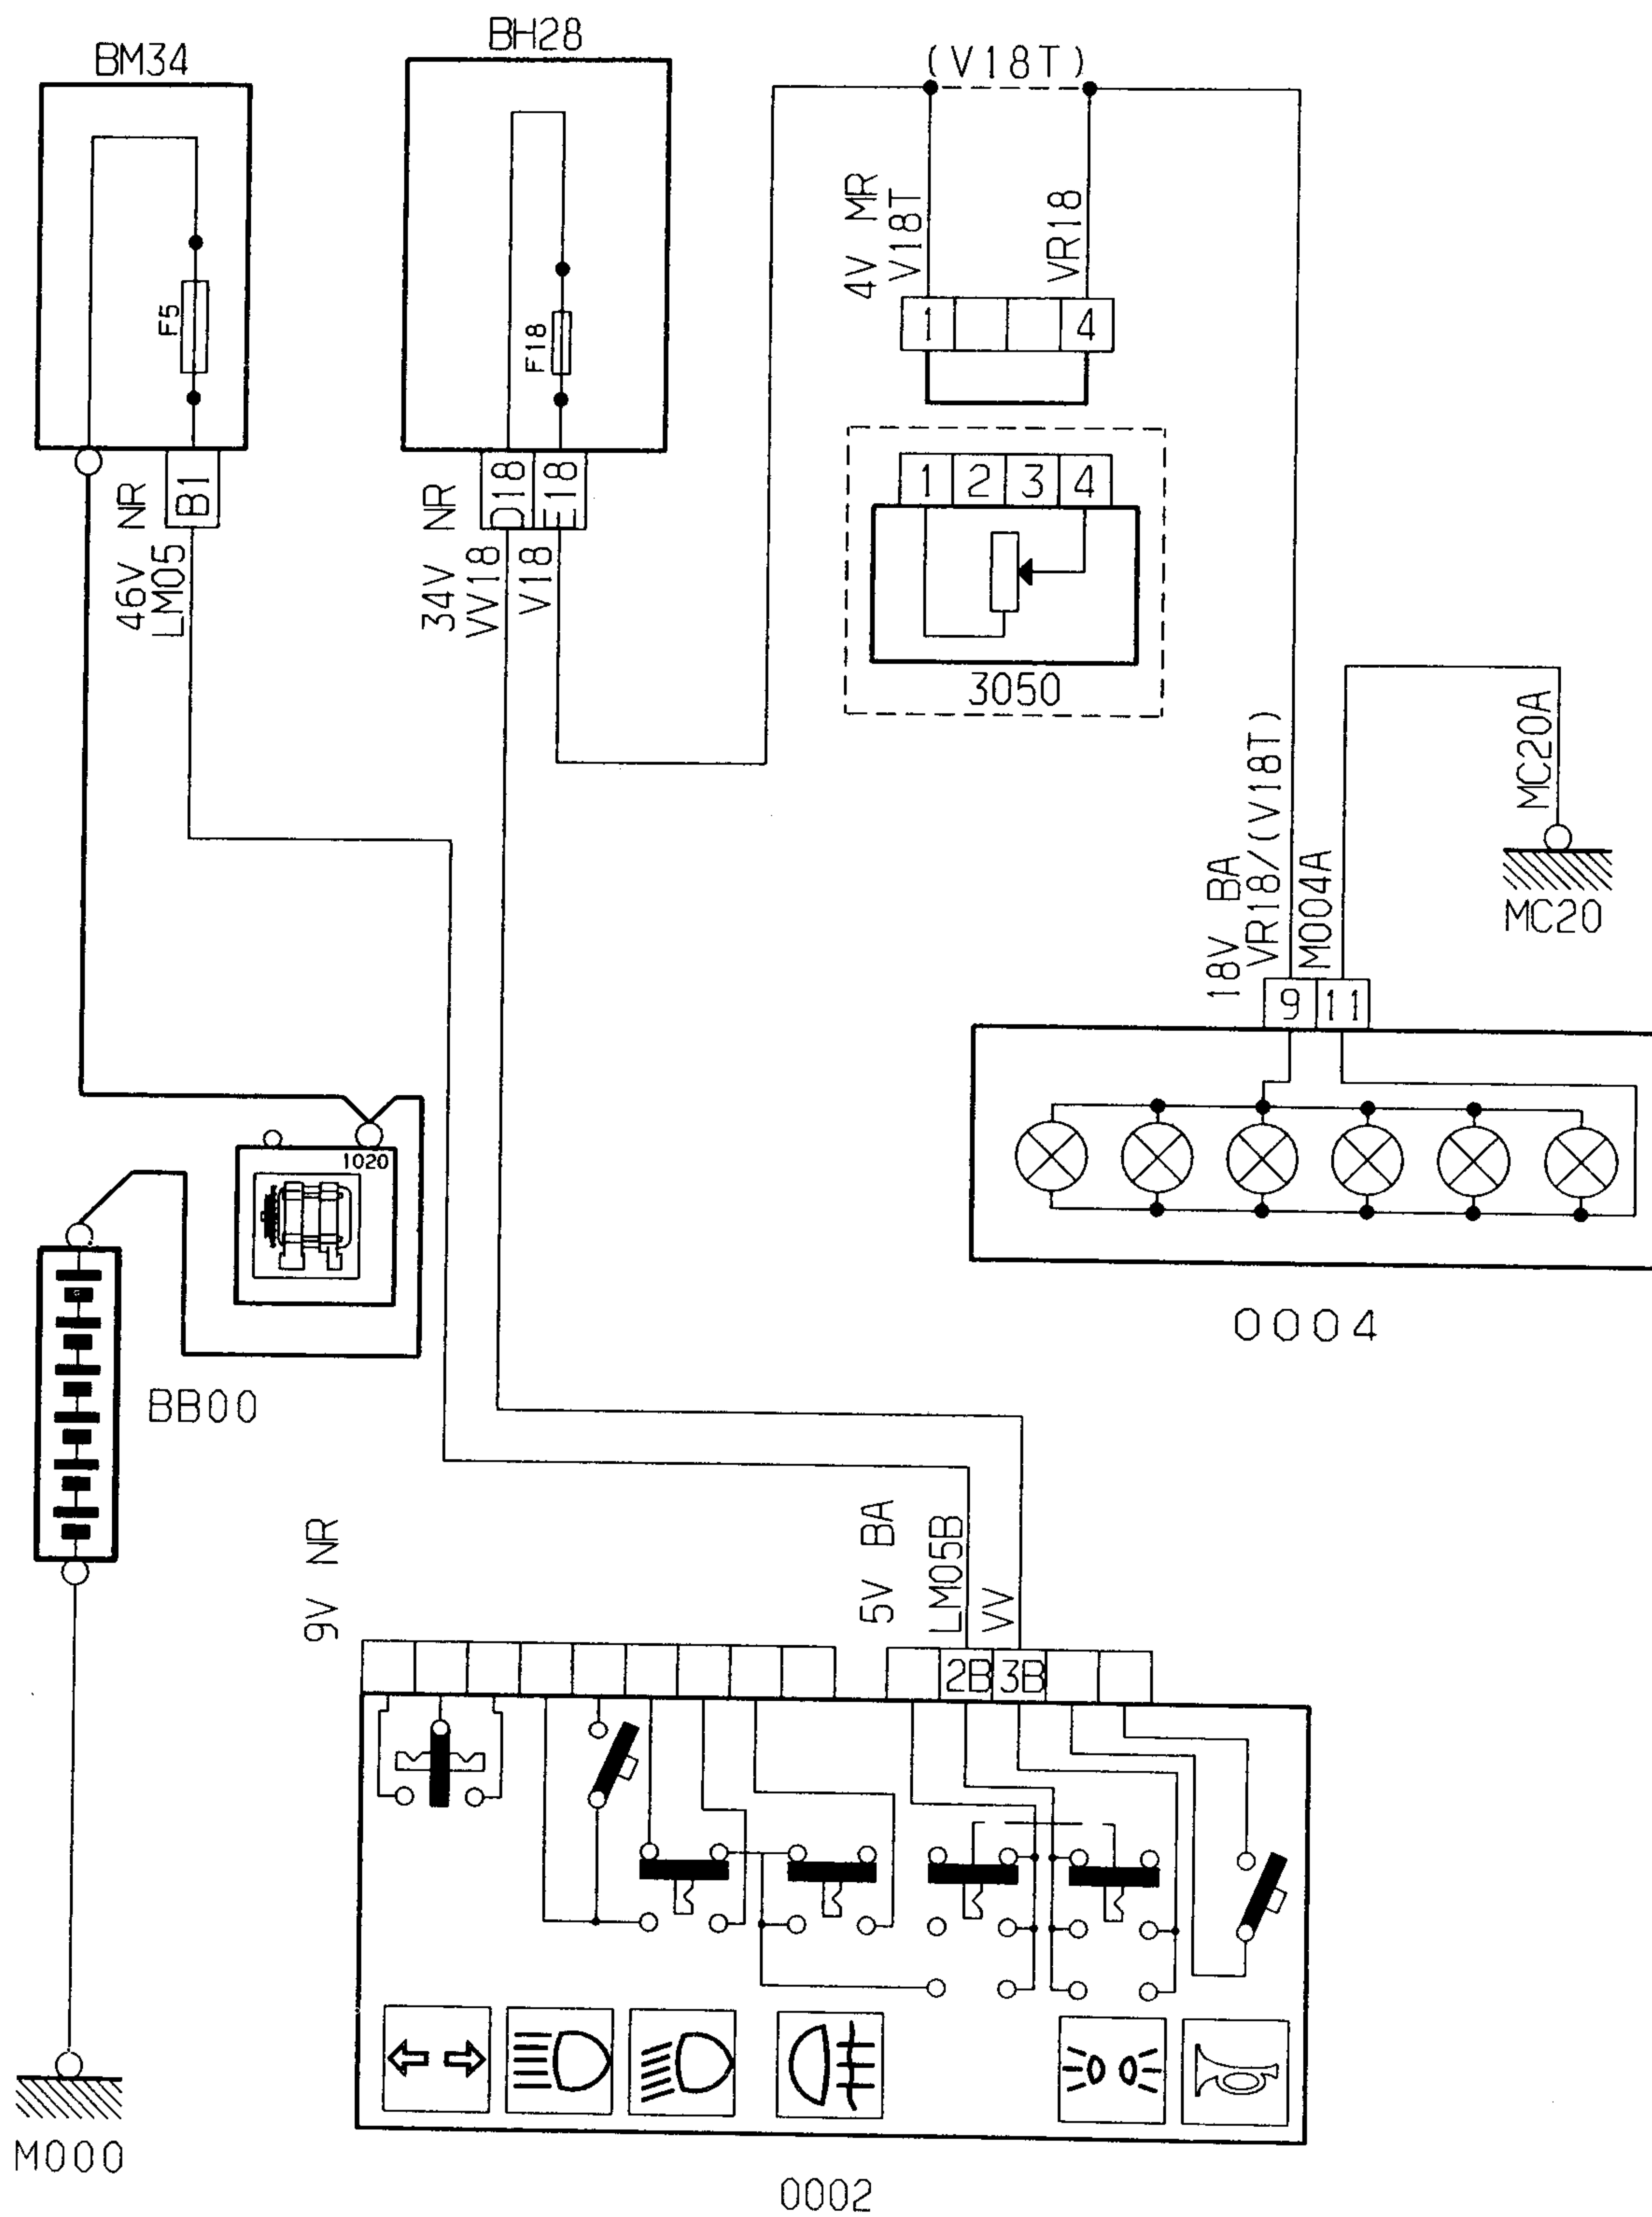 BM34
BH28
(V18T)
4V MR
V18T
VR18
1
4
F5
F18
46V NR
LM05
B1
34V NR
VV18
D18
V18
E18
1 2 3 4
3050
18V BA
VR18/(V18T)
M004A
MC20A
MC20
9 11
1020
0004
BB00
9V NR
5V BA
LM05B
VV
2B 3B
M000
0002